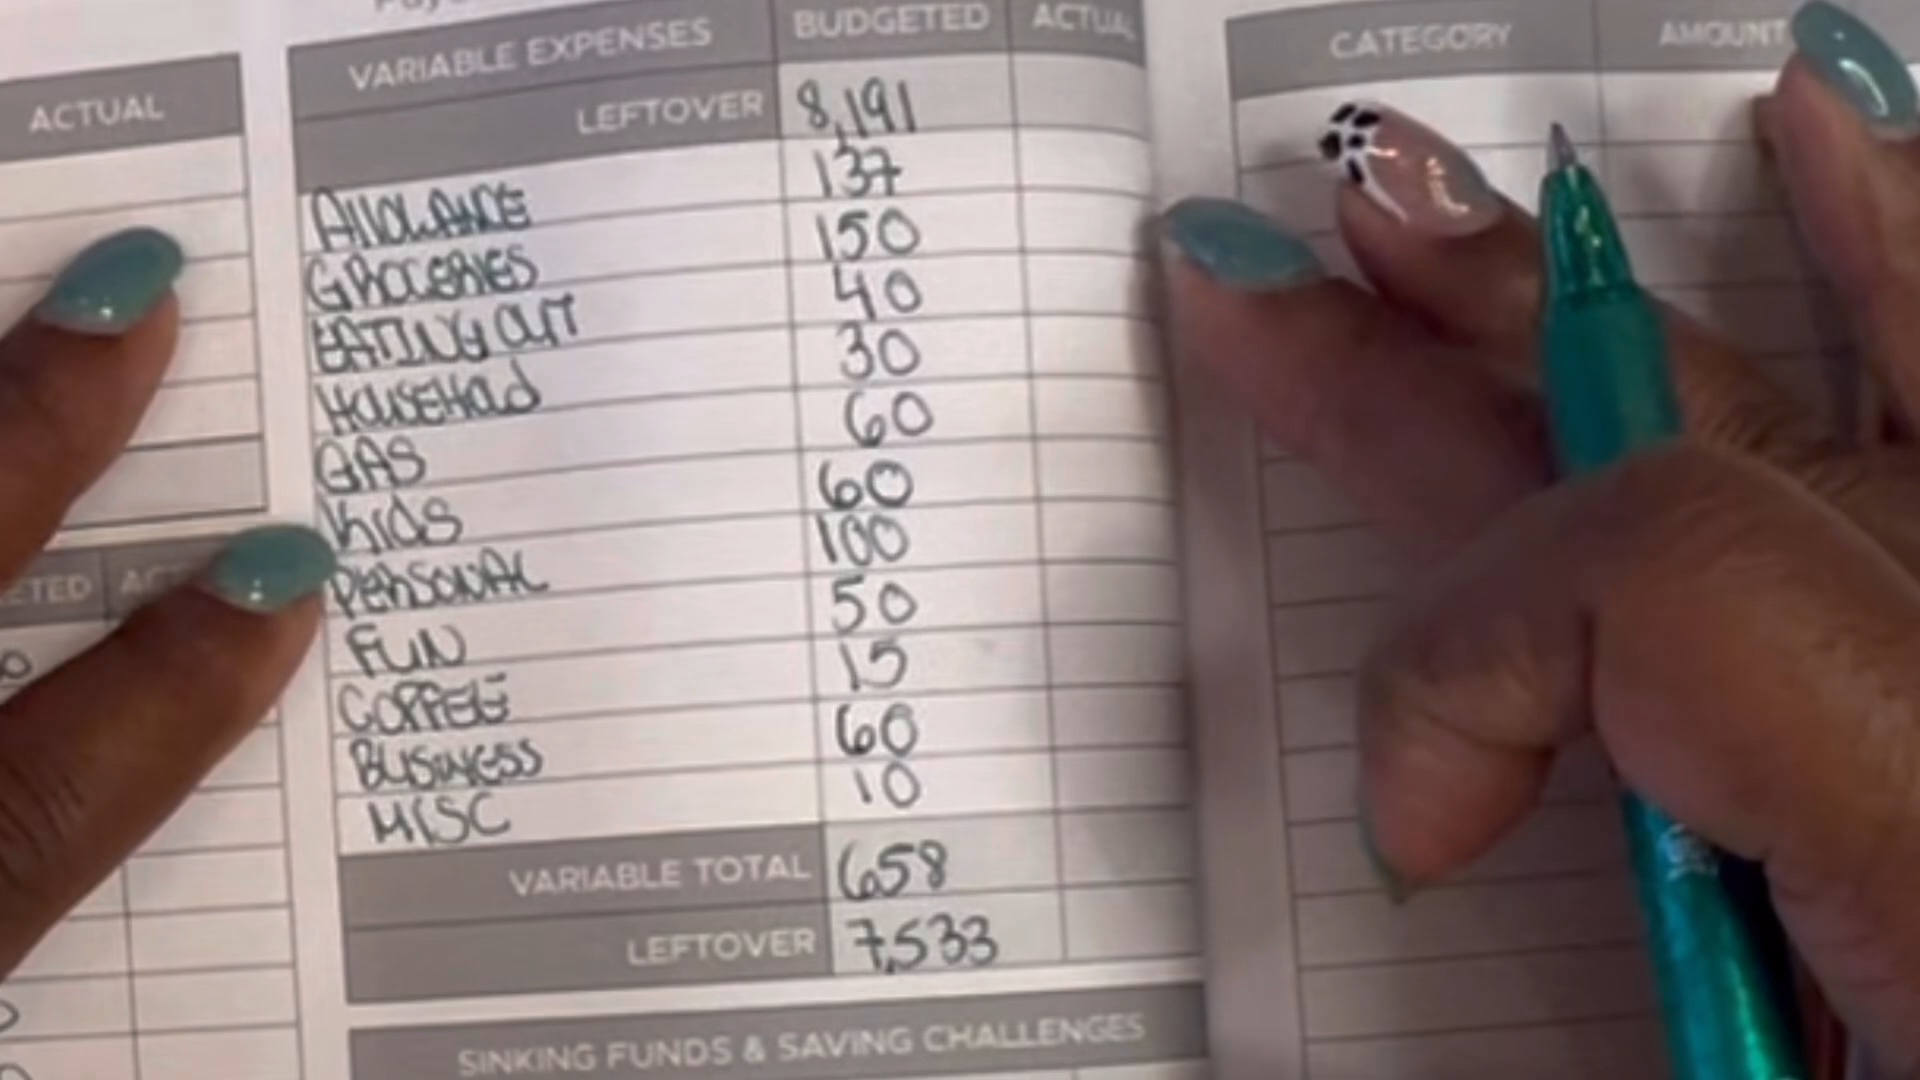 ACTUAL
VARIABLE EXPENSES BUDGETED ACTUAL
LEFTOVER 8,191
ALLOWANCE 137
GROCERIES 150
EATING OUT 40
HOUSEHOLD 30
GAS 60
KIDS 60
PERSONAL 100
FUN 50
COFFEE 15
BUSINESS 60
MISC 10
VARIABLE TOTAL 658
LEFTOVER 7,533
SINKING FUNDS & SAVING CHALLENGES
CATEGORY AMOUNT